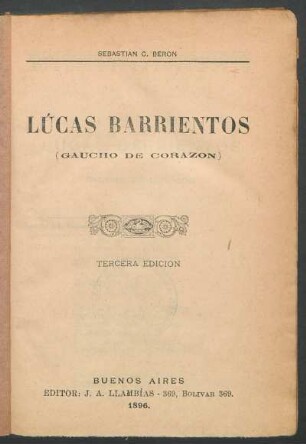 SEBASTIAN C. BERON
LÚCAS BARRIENTOS
(GAUCHO DE CORAZON)
TERCERA EDICION
BUENOS AIRES
EDITOR: J. A. LLAMBÍAS - 369, BOLIVAR 369.
1896.